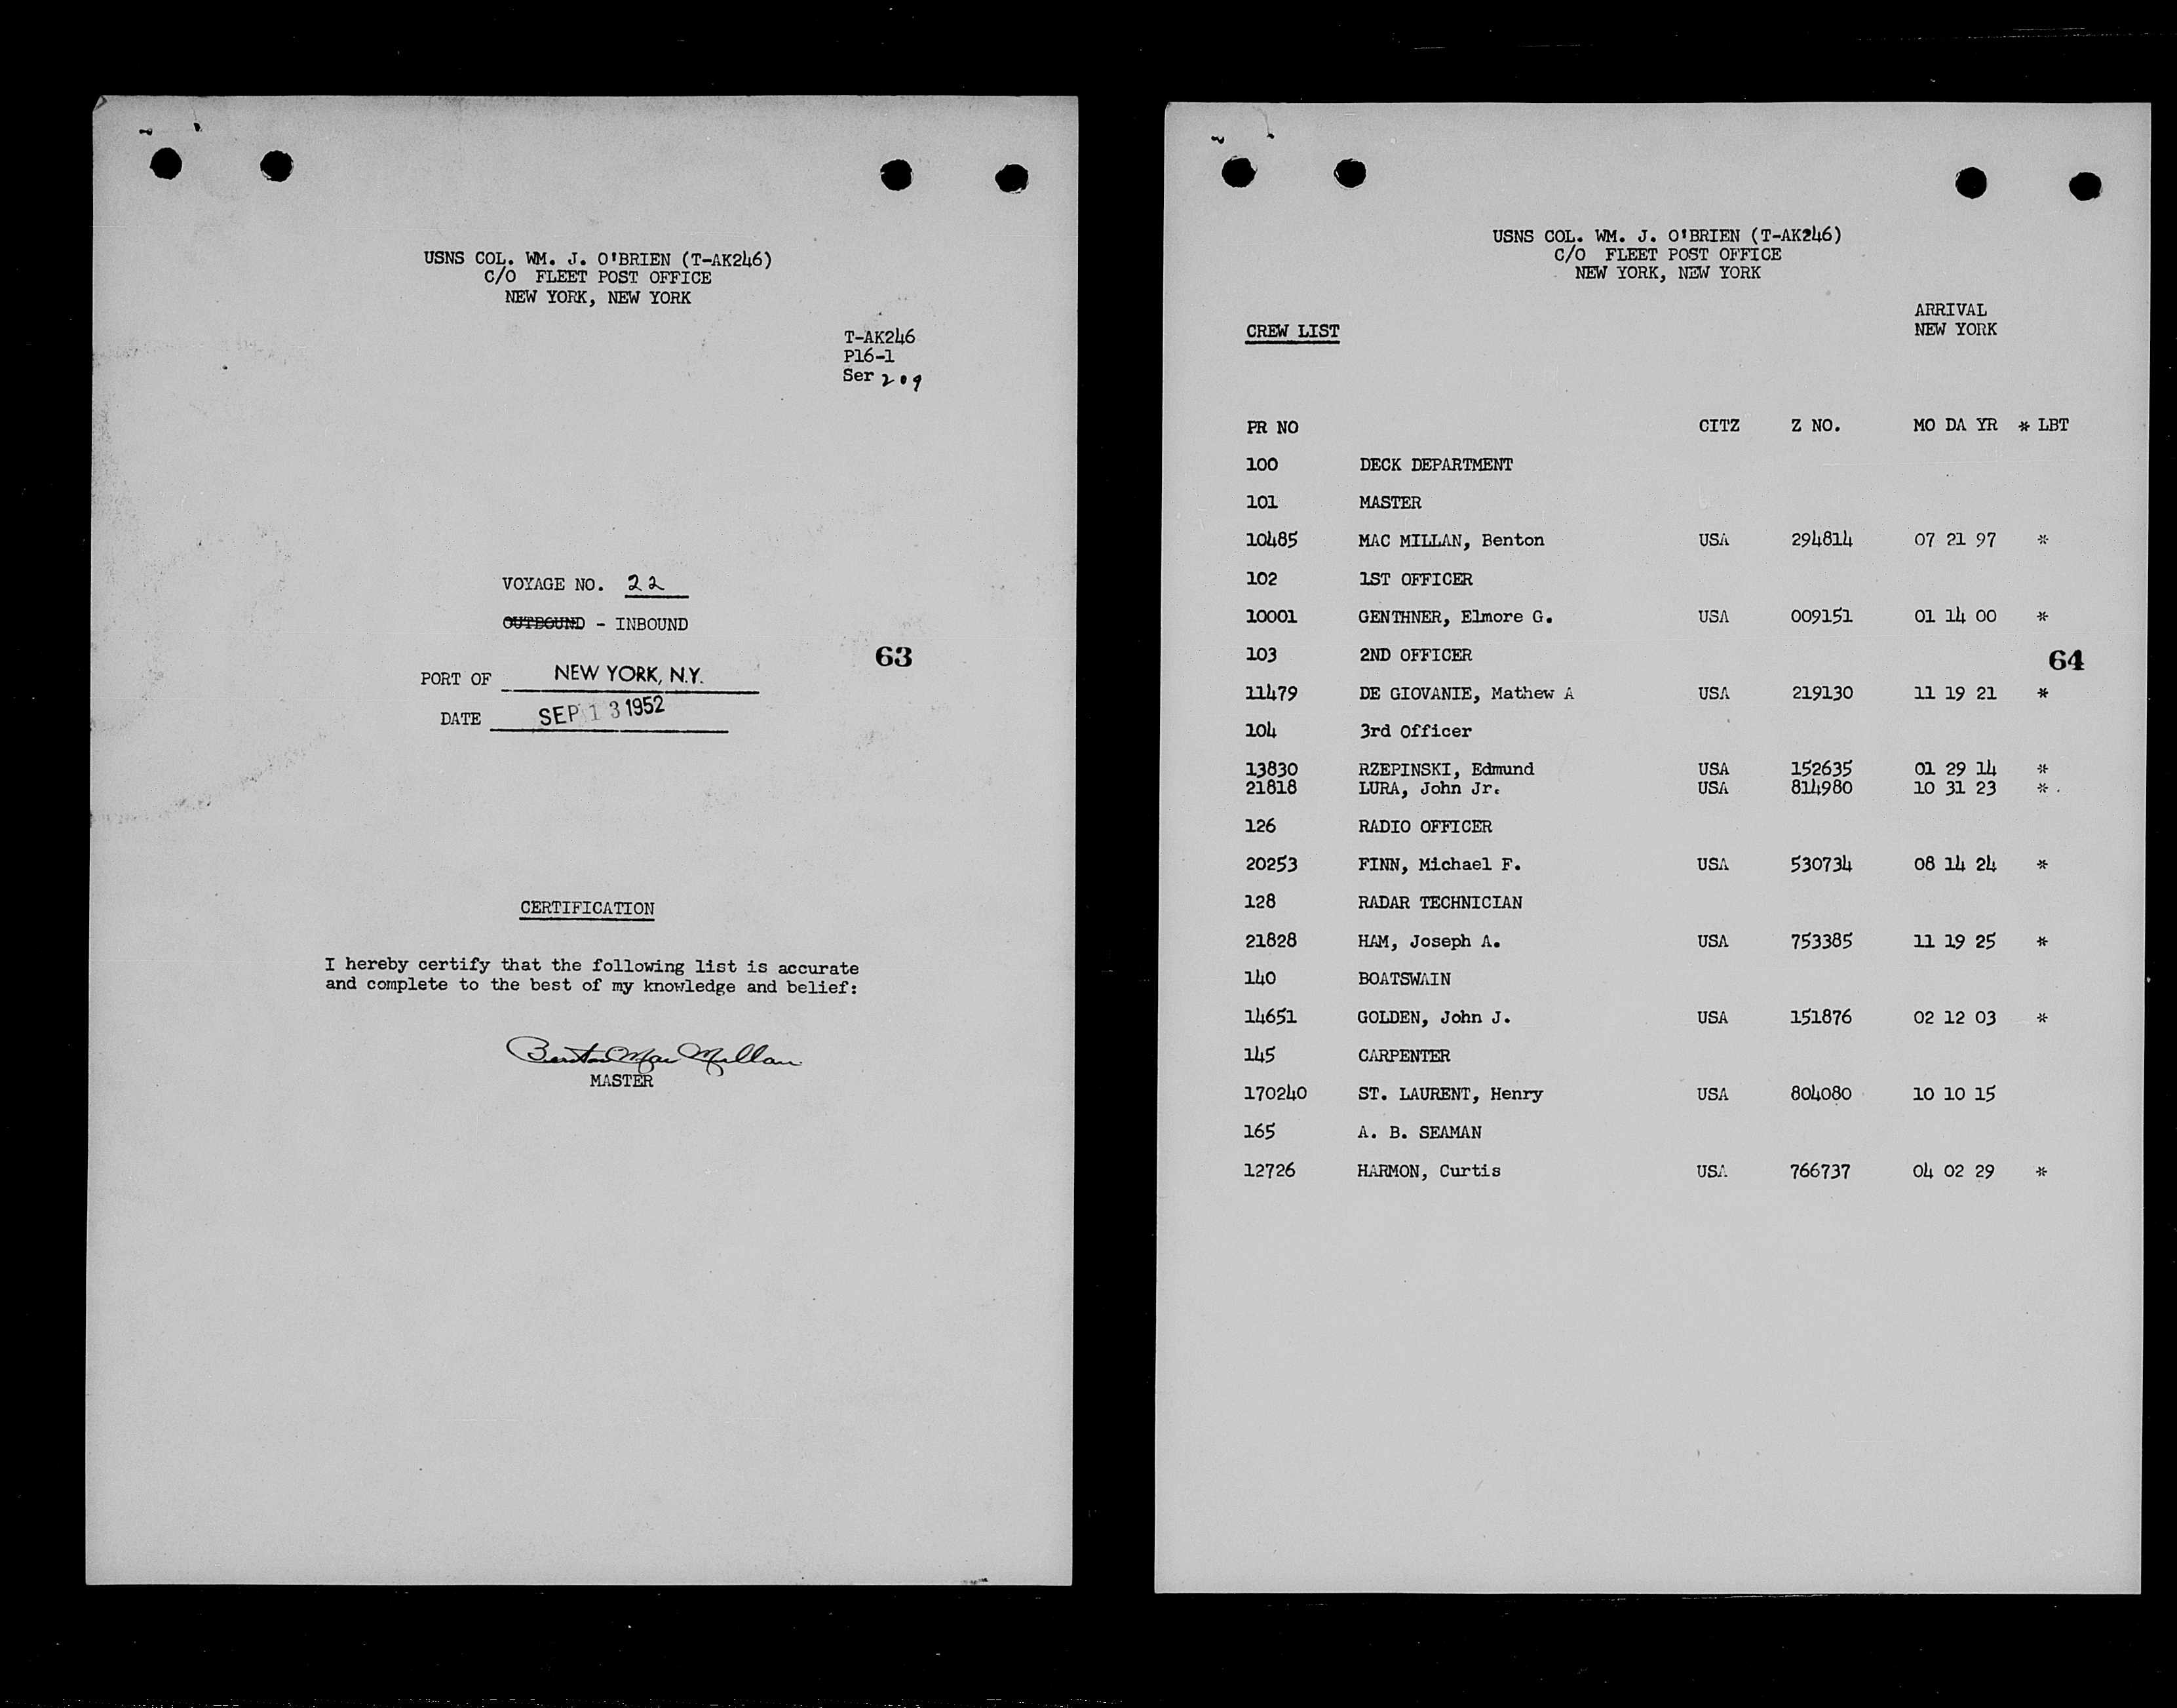 USNS COL. WM. J. O'BRIEN (T-AK246)
C/O FLEET POST OFFICE
NEW YORK, NEW YORK
T-AK246
P16-1
Ser 209
VOYAGE NO. 22
OUTBOUND - INBOUND
63
PORT OF NEW YORK, N.Y.
DATE SEP 13 1952
CERTIFICATION
I hereby certify that the following list is accurate
and complete to the best of my knowledge and belief:
Benton Mac Millan
MASTER
USNS COL. WM. J. O'BRIEN (T-AK246)
C/O FLEET POST OFFICE
NEW YORK, NEW YORK
ARRIVAL
CREW LIST NEW YORK
PR NO CITZ Z NO. MO DA YR * LBT
100 DECK DEPARTMENT
101 MASTER
10485 MAC MILLAN, Benton USA 294814 07 21 97 *
102 1ST OFFICER
10001 GENTHNER, Elmore G. USA 009151 01 14 00 *
103 2ND OFFICER
64
11479 DE GIOVANIE, Mathew A USA 219130 11 19 21 *
104 3rd Officer
13830 RZEPINSKI, Edmund USA 152635 01 29 14 *
21818 LURA, John Jr. USA 814980 10 31 23 *
126 RADIO OFFICER
20253 FINN, Michael F. USA 530734 08 14 24 *
128 RADAR TECHNICIAN
21828 HAM, Joseph A. USA 753385 11 19 25 *
140 BOATSWAIN
14651 GOLDEN, John J. USA 151876 02 12 03 *
145 CARPENTER
170240 ST. LAURENT, Henry USA 804080 10 10 15
165 A. B. SEAMAN
12726 HARMON, Curtis USA 766737 04 02 29 *